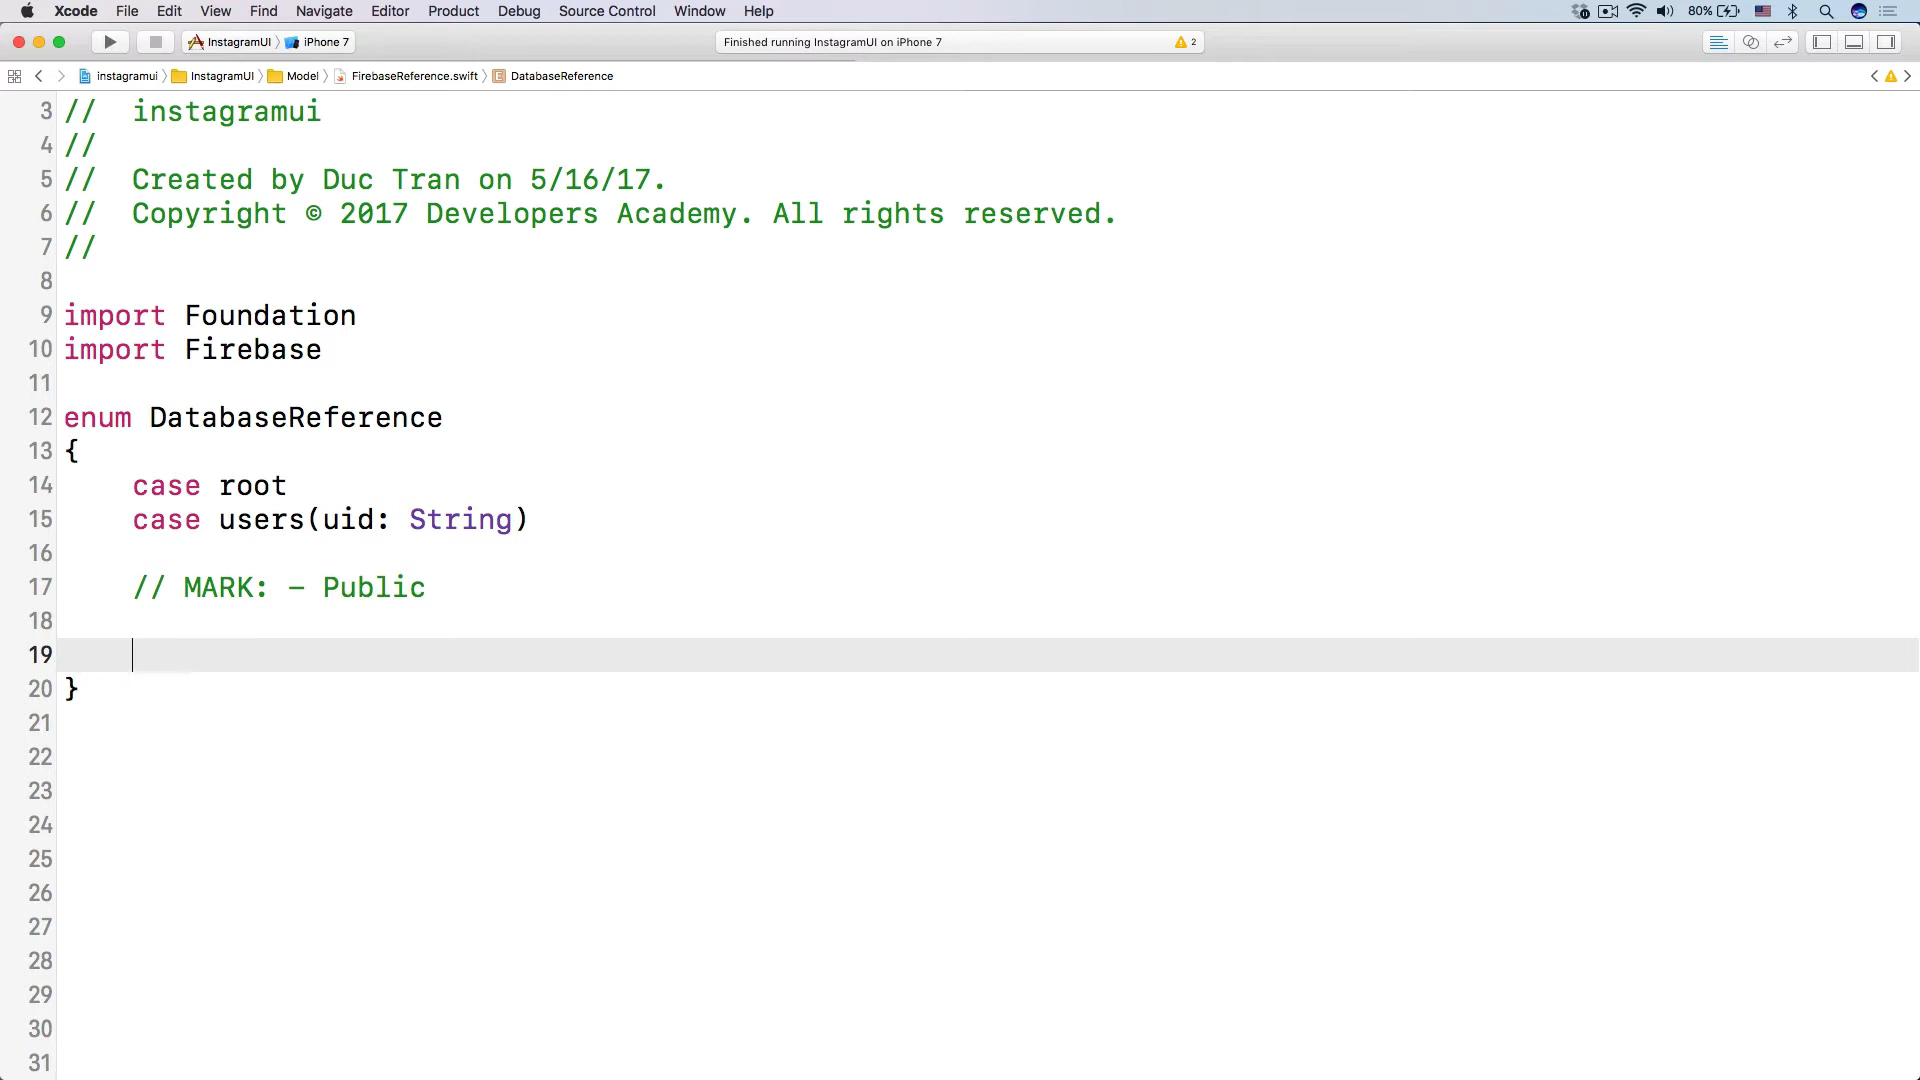 Xcode File Edit View Find Navigate Editor Product Debug Source Control Window Help 80%
InstagramUI iPhone 7 Finished running InstagramUI on iPhone 7 2
instagramui InstagramUI Model FirebaseReference.swift E DatabaseReference
3 //  instagramui
4 //
5 //  Created by Duc Tran on 5/16/17.
6 //  Copyright © 2017 Developers Academy. All rights reserved.
7 //
8
9 import Foundation
10 import Firebase
11
12 enum DatabaseReference
13 {
14     case root
15     case users(uid: String)
16
17     // MARK: - Public
18
19
20 }
21
22
23
24
25
26
27
28
29
30
31